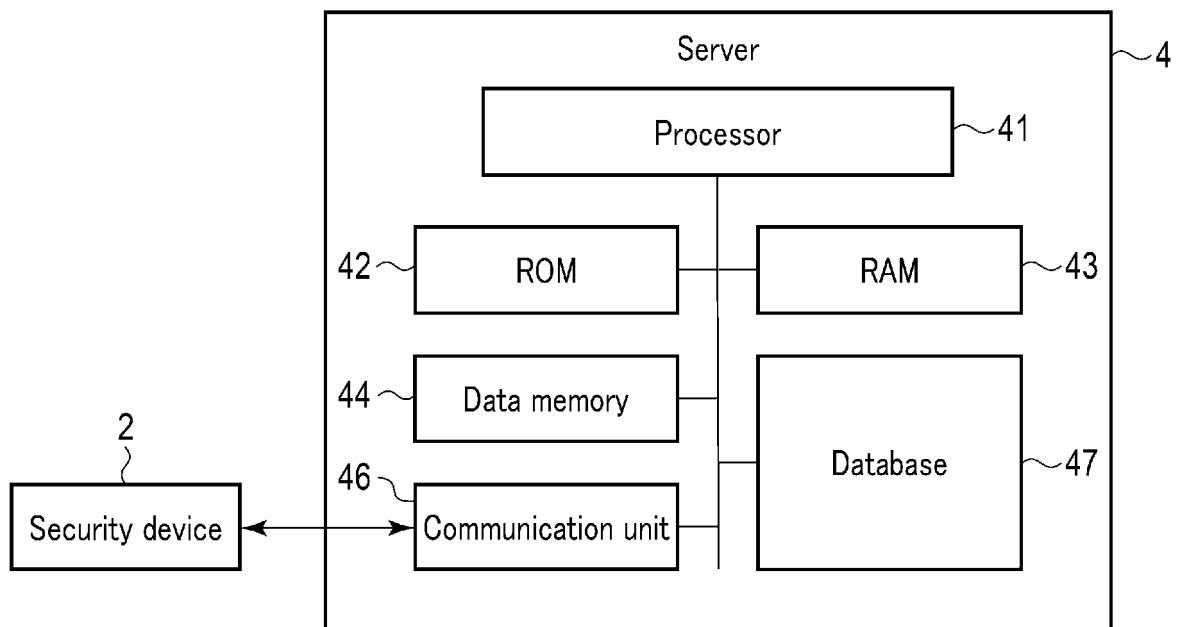 Server
4
Processor
41
42
ROM
RAM
43
44
Data memory
2
46
Database
47
Security device
Communication unit